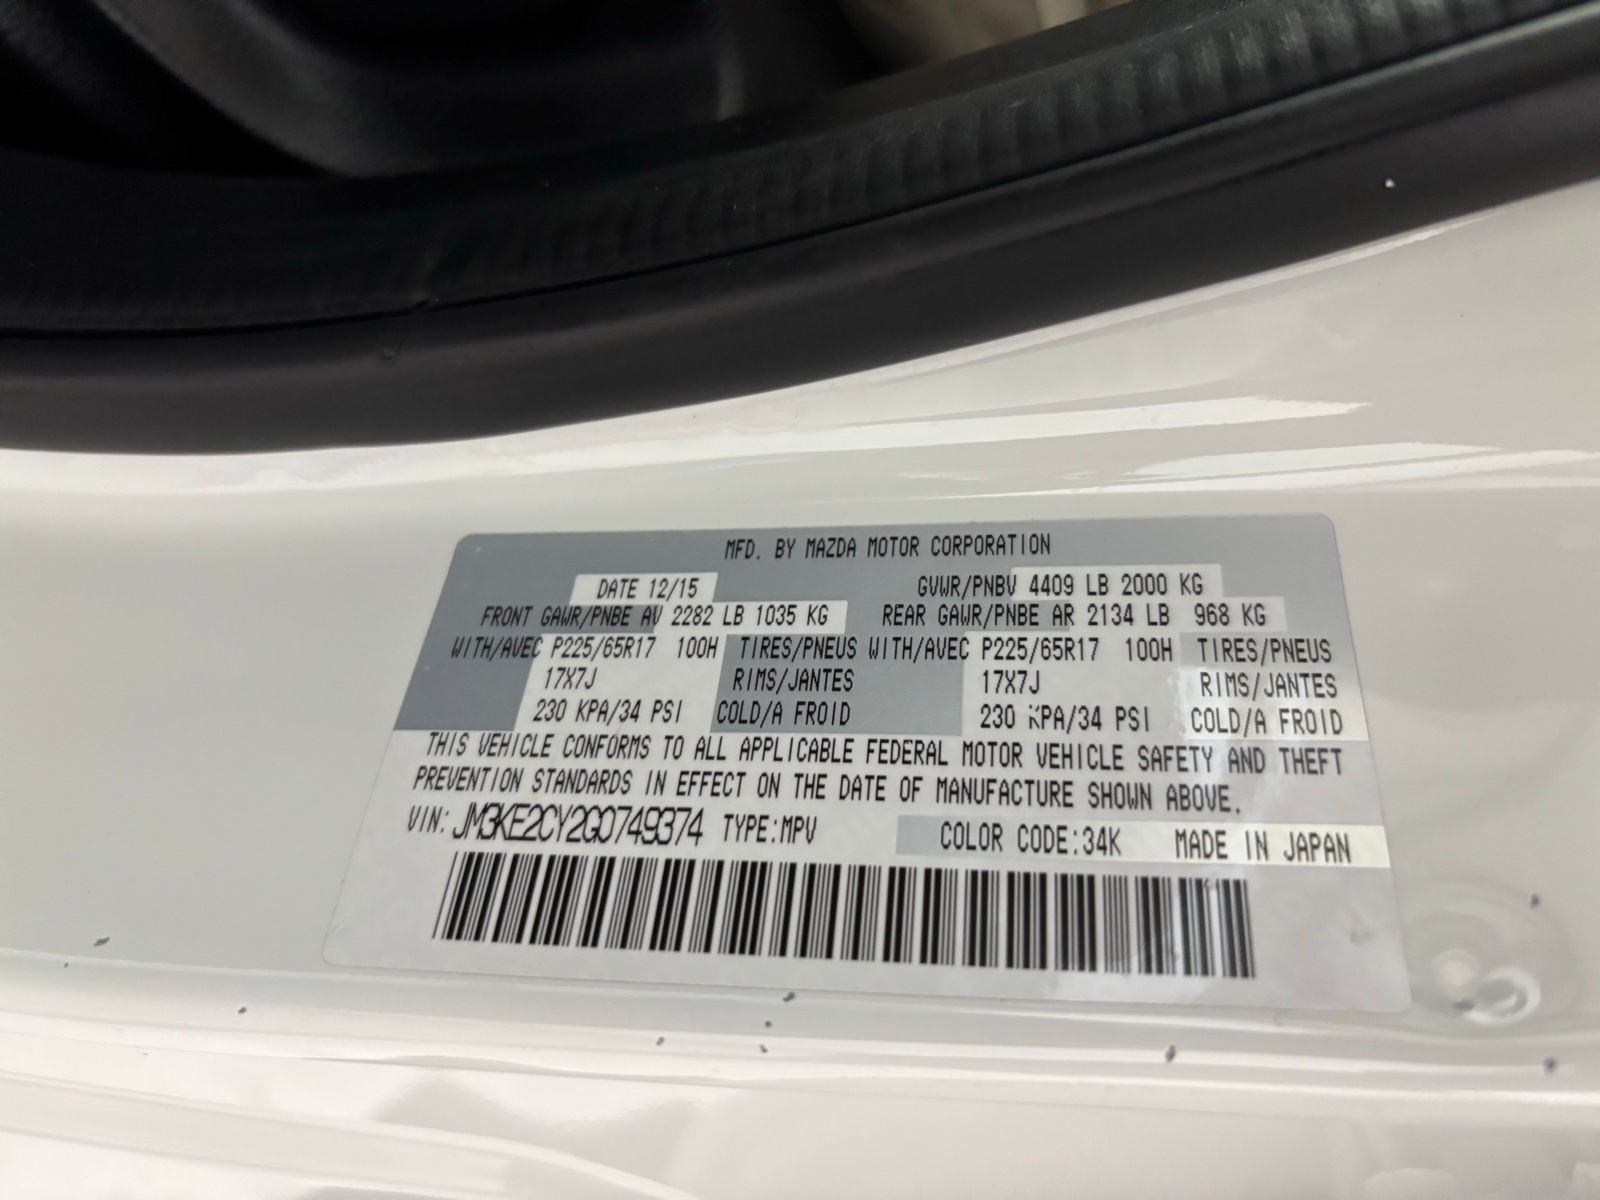 MFD. BY MAZDA MOTOR CORPORATION
DATE 12/15 GVWR/PNBV 4409 LB 2000 KG
FRONT GAWR/PNBE AV 2282 LB 1035 KG REAR GAWR/PNBE AR 2134 LB 968 KG
WITH/AVEC P225/65R17 100H TIRES/PNEUS WITH/AVEC P225/65R17 100H TIRES/PNEUS
17X7J RIMS/JANTES 17X7J RIMS/JANTES
230 KPA/34 PSI COLD/A FROID 230 KPA/34 PSI COLD/A FROID
THIS VEHICLE CONFORMS TO ALL APPLICABLE FEDERAL MOTOR VEHICLE SAFETY AND THEFT
PREVENTION STANDARDS IN EFFECT ON THE DATE OF MANUFACTURE SHOWN ABOVE.
VIN: JM3KE2CY2G0749374 TYPE:MPV COLOR CODE:34K MADE IN JAPAN